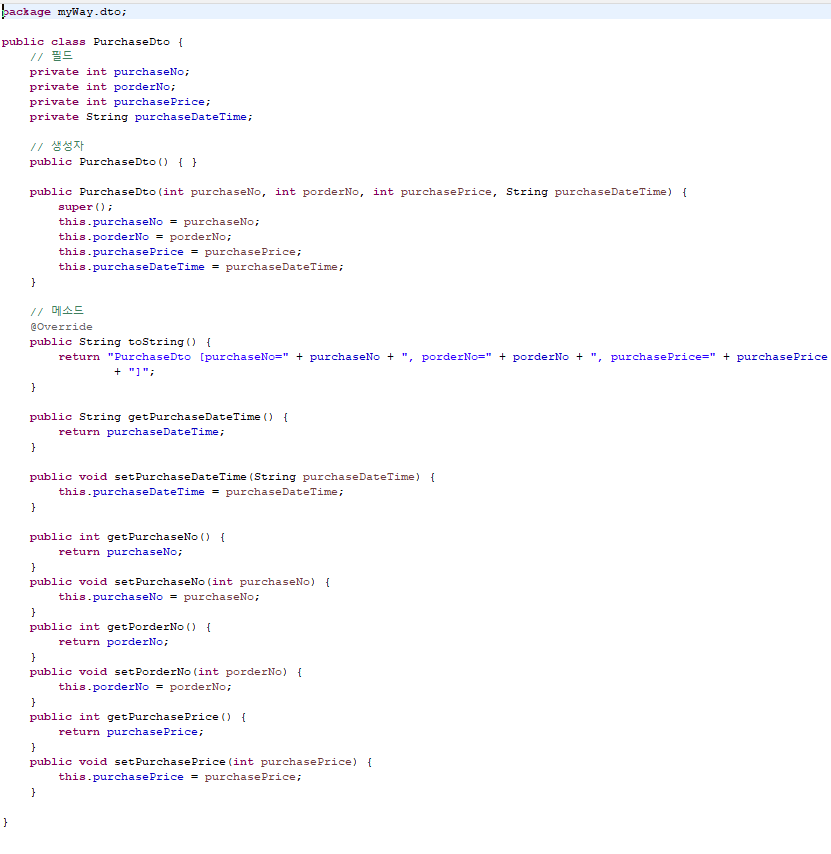 package myWay.dto;
public class PurchaseDto {
// 필드
private int purchaseNo;
private int porderNo;
private int purchasePrice;
private String purchaseDateTime;
// 생성자
public PurchaseDto() { }
public PurchaseDto(int purchaseNo, int porderNo, int purchasePrice, String purchaseDateTime) {
super();
this.purchaseNo = purchaseNo;
this.porderNo = porderNo;
this.purchasePrice = purchasePrice;
this.purchaseDateTime = purchaseDateTime;
}
// 메소드
@Override
public String toString() {
return "PurchaseDto [purchaseNo=" + purchaseNo + ", porderNo=" + porderNo + ", purchasePrice=" + purchasePrice
+ "]";
}
public String getPurchaseDateTime() {
return purchaseDateTime;
}
public void setPurchaseDateTime(String purchaseDateTime) {
this.purchaseDateTime = purchaseDateTime;
}
public int getPurchaseNo() {
return purchaseNo;
}
public void setPurchaseNo(int purchaseNo) {
this.purchaseNo = purchaseNo;
}
public int getPorderNo() {
return porderNo;
}
public void setPorderNo(int porderNo) {
this.porderNo = porderNo;
}
public int getPurchasePrice() {
return purchasePrice;
}
public void setPurchasePrice(int purchasePrice) {
this.purchasePrice = purchasePrice;
}
}